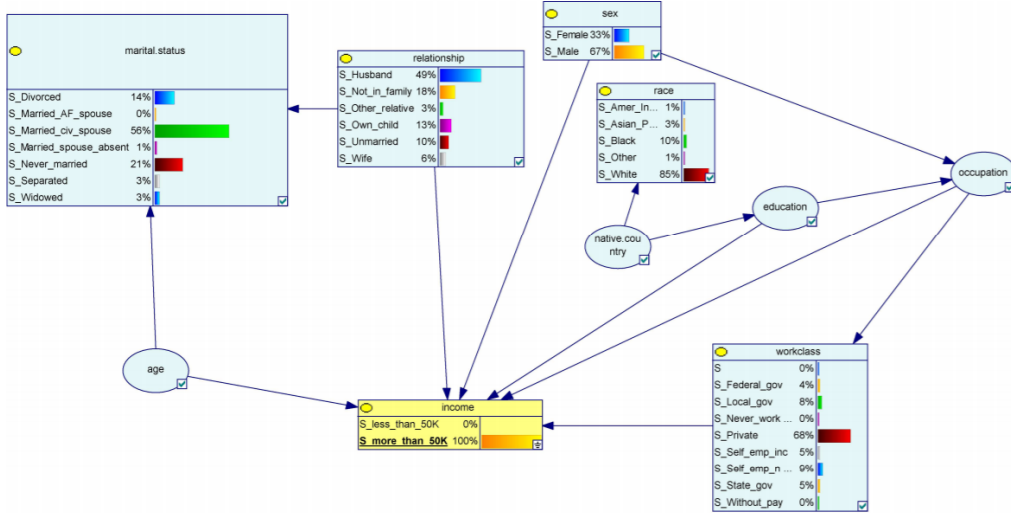 marital.status
S_Divorced 14%
S_Married_AF_spouse 0%
S_Married_civ_spouse 56%
S_Married_spouse_absent 1%
S_Never_married 21%
S_Separated 3%
S_Widowed 3%
relationship
S_Husband 49%
S_Not_in_family 18%
S_Other_relative 3%
S_Own_child 13%
S_Unmarried 10%
S_Wife 6%
sex
S_Female 33%
S_Male 67%
race
S_Amer_In... 1%
S_Asian_P... 3%
S_Black 10%
S_Other 1%
S_White 85%
occupation
education
native.cou
ntry
age
income
S_less_than_50K 0%
S_more_than_50K 100%
workclass
S 0%
S_Federal_gov 4%
S_Local_gov 8%
S_Never_work ... 0%
S_Private 68%
S_Self_emp_inc 5%
S_Self_emp_n ... 9%
S_State_gov 5%
S_Without_pay 0%